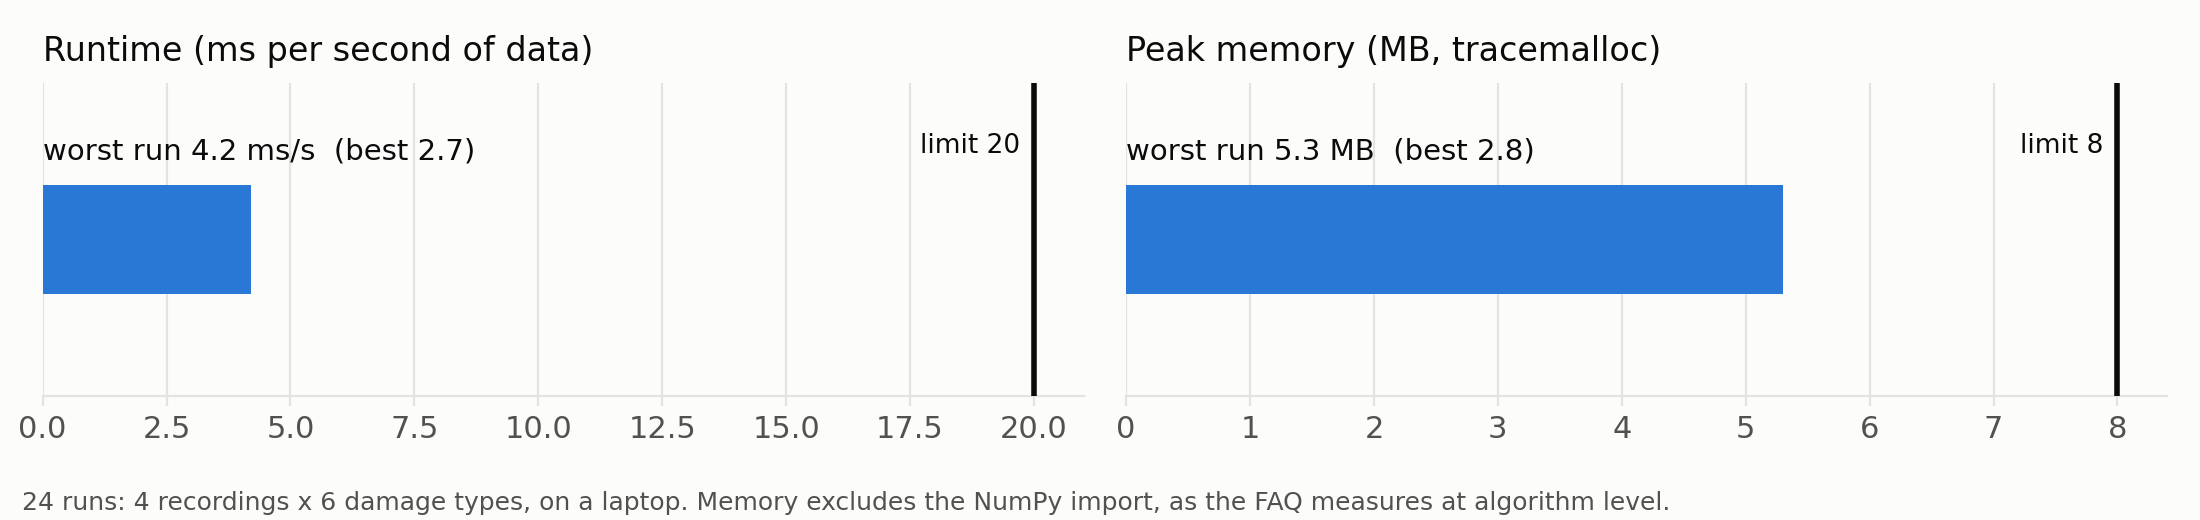 Runtime (ms per second of data)
worst run 4.2 ms/s  (best 2.7)
limit 20
0.0 2.5 5.0 7.5 10.0 12.5 15.0 17.5 20.0
Peak memory (MB, tracemalloc)
worst run 5.3 MB  (best 2.8)
limit 8
0 1 2 3 4 5 6 7 8
24 runs: 4 recordings x 6 damage types, on a laptop. Memory excludes the NumPy import, as the FAQ measures at algorithm level.